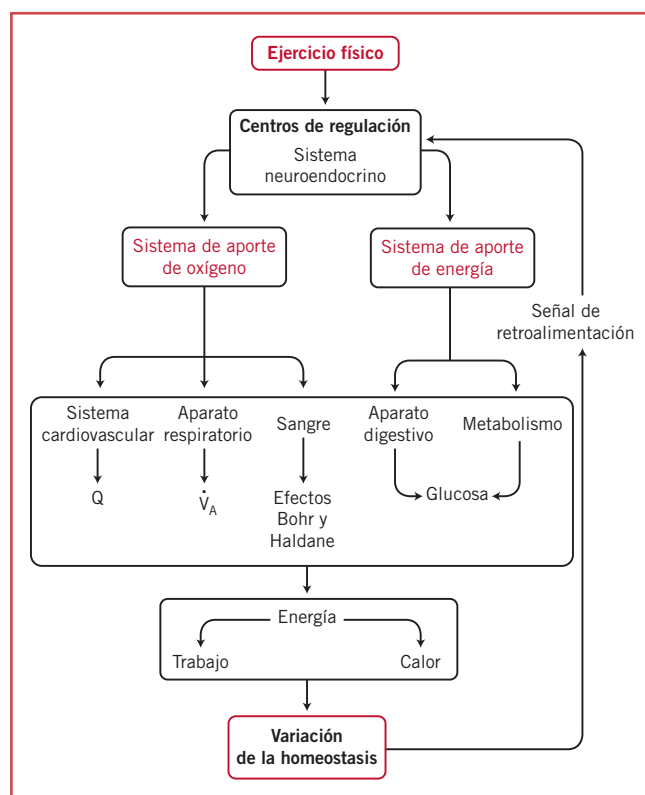 Ejercicio físico
Centros de regulación
Sistema
neuroendocrino
Sistema de aporte
de oxígeno
Sistema de aporte
de energía
Señal de
retroalimentación
Sistema
cardiovascular
Aparato
respiratorio
Sangre
Aparato
digestivo
Metabolismo
Q
V̇A
Efectos
Bohr y
Haldane
Glucosa
Energía
Trabajo
Calor
Variación
de la homeostasis